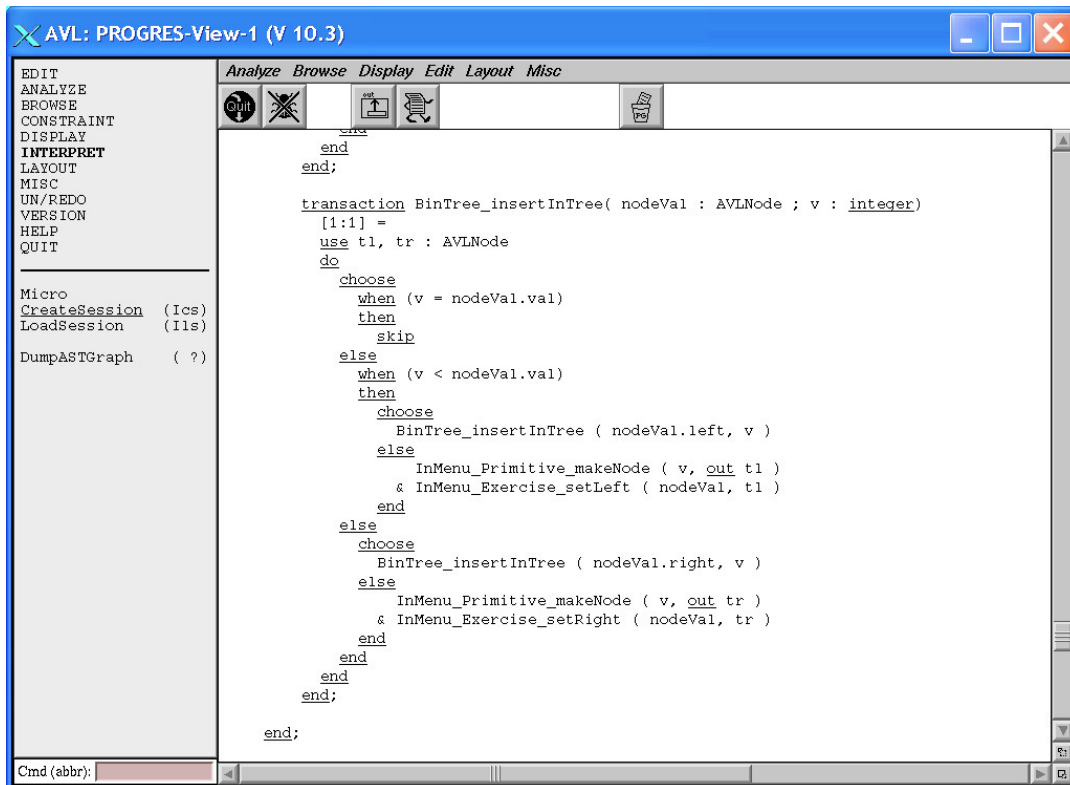 AVL: PROGRES-View-1 (V 10.3)
EDIT
ANALYZE
BROWSE
CONSTRAINT
DISPLAY
INTERPRET
LAYOUT
MISC
UN/REDO
VERSION
HELP
QUIT
Micro
CreateSession (Ics)
LoadSession (Ils)
DumpASTGraph ( ?)
Cmd (abbr):
Analyze Browse Display Edit Layout Misc
Quit
out
PG
end
end
end;
transaction BinTree_insertInTree( nodeVal : AVLNode ; v : integer)
[1:1] =
use tl, tr : AVLNode
do
choose
when (v = nodeVal.val)
then
skip
else
when (v < nodeVal.val)
then
choose
BinTree_insertInTree ( nodeVal.left, v )
else
InMenu_Primitive_makeNode ( v, out tl )
& InMenu_Exercise_setLeft ( nodeVal, tl )
end
else
choose
BinTree_insertInTree ( nodeVal.right, v )
else
InMenu_Primitive_makeNode ( v, out tr )
& InMenu_Exercise_setRight ( nodeVal, tr )
end
end
end
end;
end;